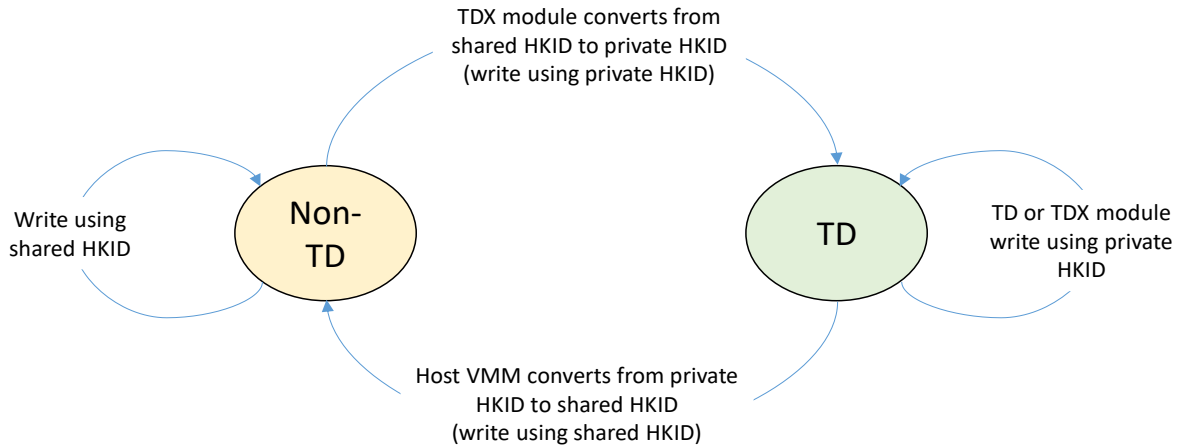 TDX module converts from
shared HKID to private HKID
(write using private HKID)
Write using
shared HKID
Non-
TD
TD
TD or TDX module
write using private
HKID
Host VMM converts from private
HKID to shared HKID
(write using shared HKID)